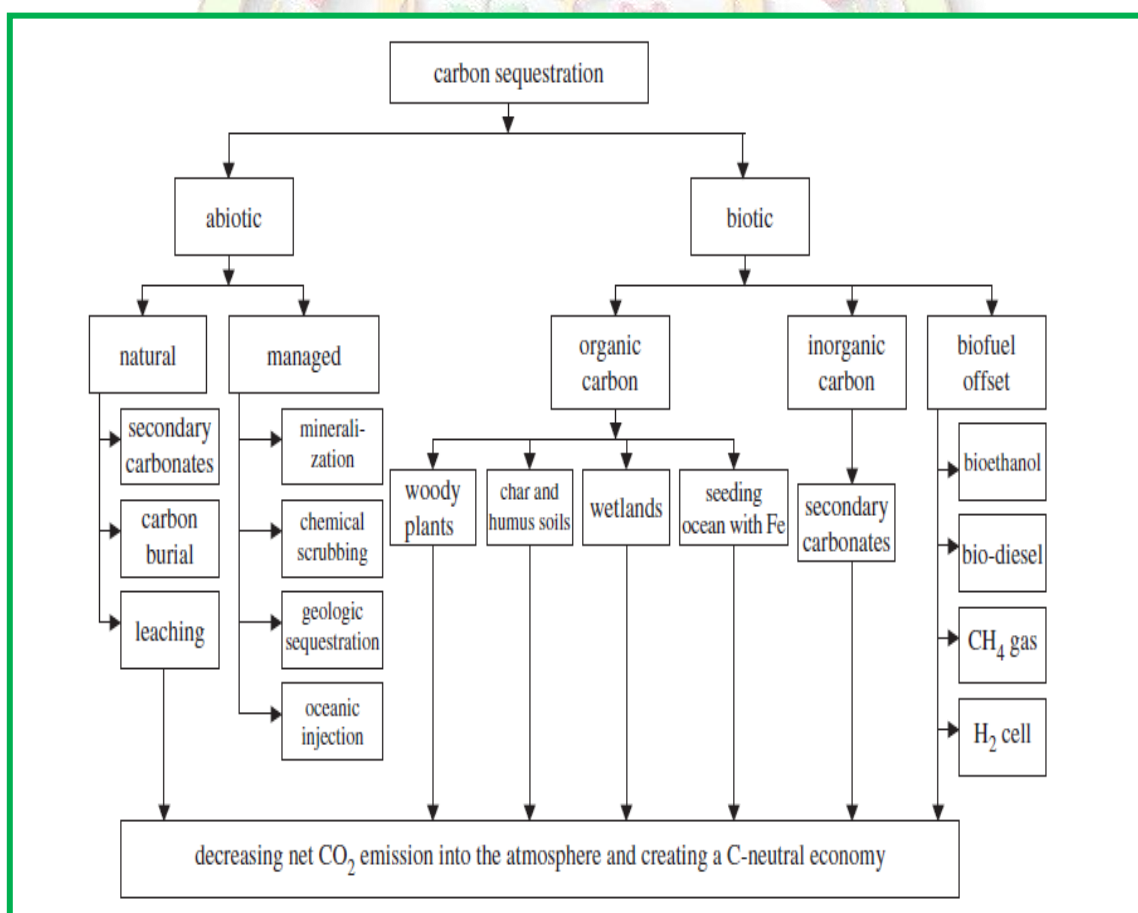 carbon sequestration
abiotic
biotic
natural
managed
organic
carbon
inorganic
carbon
biofuel
offset
secondary
carbonates
carbon
burial
leaching
minerali-
zation
chemical
scrubbing
geologic
sequestration
oceanic
injection
woody
plants
char and
humus soils
wetlands
seeding
ocean with Fe
secondary
carbonates
bioethanol
bio-diesel
CH₄ gas
H₂ cell
decreasing net CO₂ emission into the atmosphere and creating a C-neutral economy